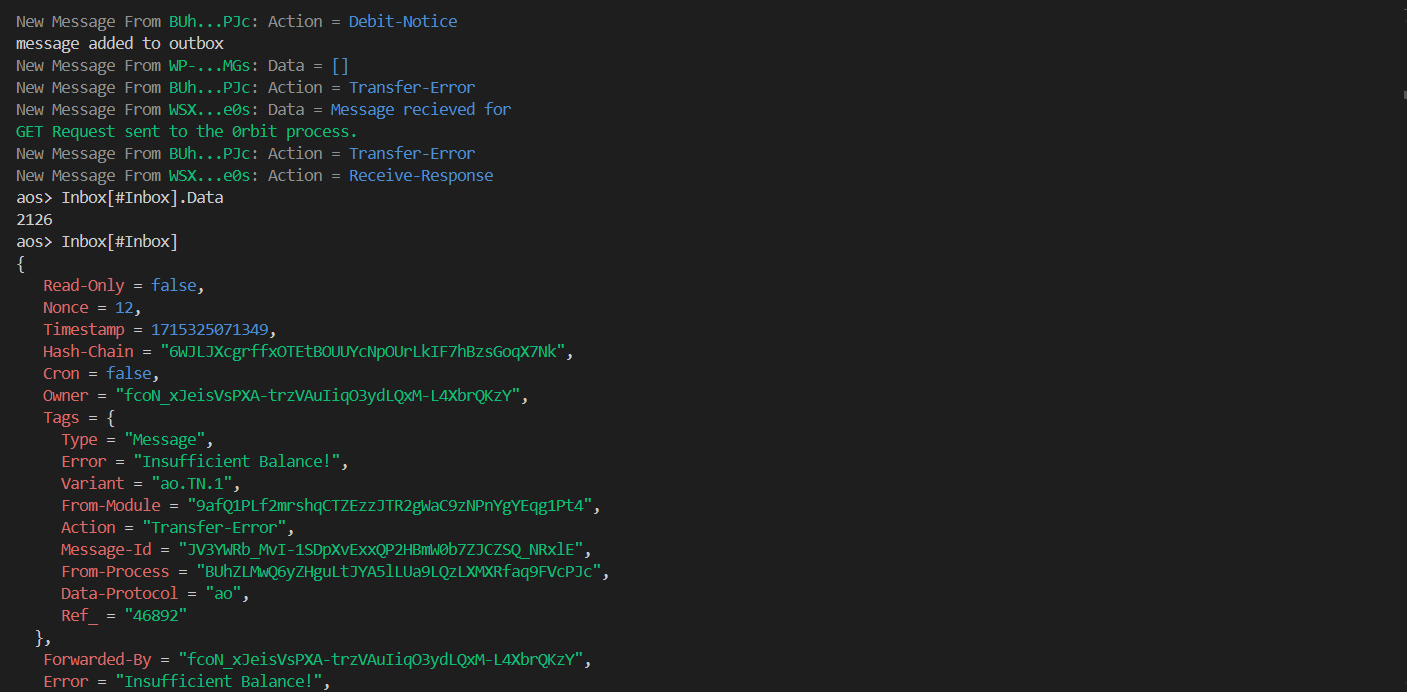 New Message From BUh...PJc: Action = Debit-Notice
message added to outbox
New Message From WP-...MGs: Data = []
New Message From BUh...PJc: Action = Transfer-Error
New Message From WSX...e0s: Data = Message recieved for
GET Request sent to the 0rbit process.
New Message From BUh...PJc: Action = Transfer-Error
New Message From WSX...e0s: Action = Receive-Response
aos> Inbox[#Inbox].Data
2126
aos> Inbox[#Inbox]
{
Read-Only = false,
Nonce = 12,
Timestamp = 1715325071349,
Hash-Chain = "6WJLJXcgrffxOTEtBOUUYcNpOUrLkIF7hBzsGoqX7Nk",
Cron = false,
Owner = "fcoN_xJeisVsPXA-trzVAuIiqO3ydLQxM-L4XbrQKzY",
Tags = {
Type = "Message",
Error = "Insufficient Balance!",
Variant = "ao.TN.1",
From-Module = "9afQ1PLf2mrshqCTZEzzJTR2gWaC9zNPnYgYEqg1Pt4",
Action = "Transfer-Error",
Message-Id = "JV3YWRb_MvI-1SDpXvExxQP2HBmW0b7ZJCZSQ_NRxlE",
From-Process = "BUhZLMwQ6yZHguLtJYA5lLUa9LQzLXMXRfaq9FVcPJc",
Data-Protocol = "ao",
Ref_ = "46892"
},
Forwarded-By = "fcoN_xJeisVsPXA-trzVAuIiqO3ydLQxM-L4XbrQKzY",
Error = "Insufficient Balance!",